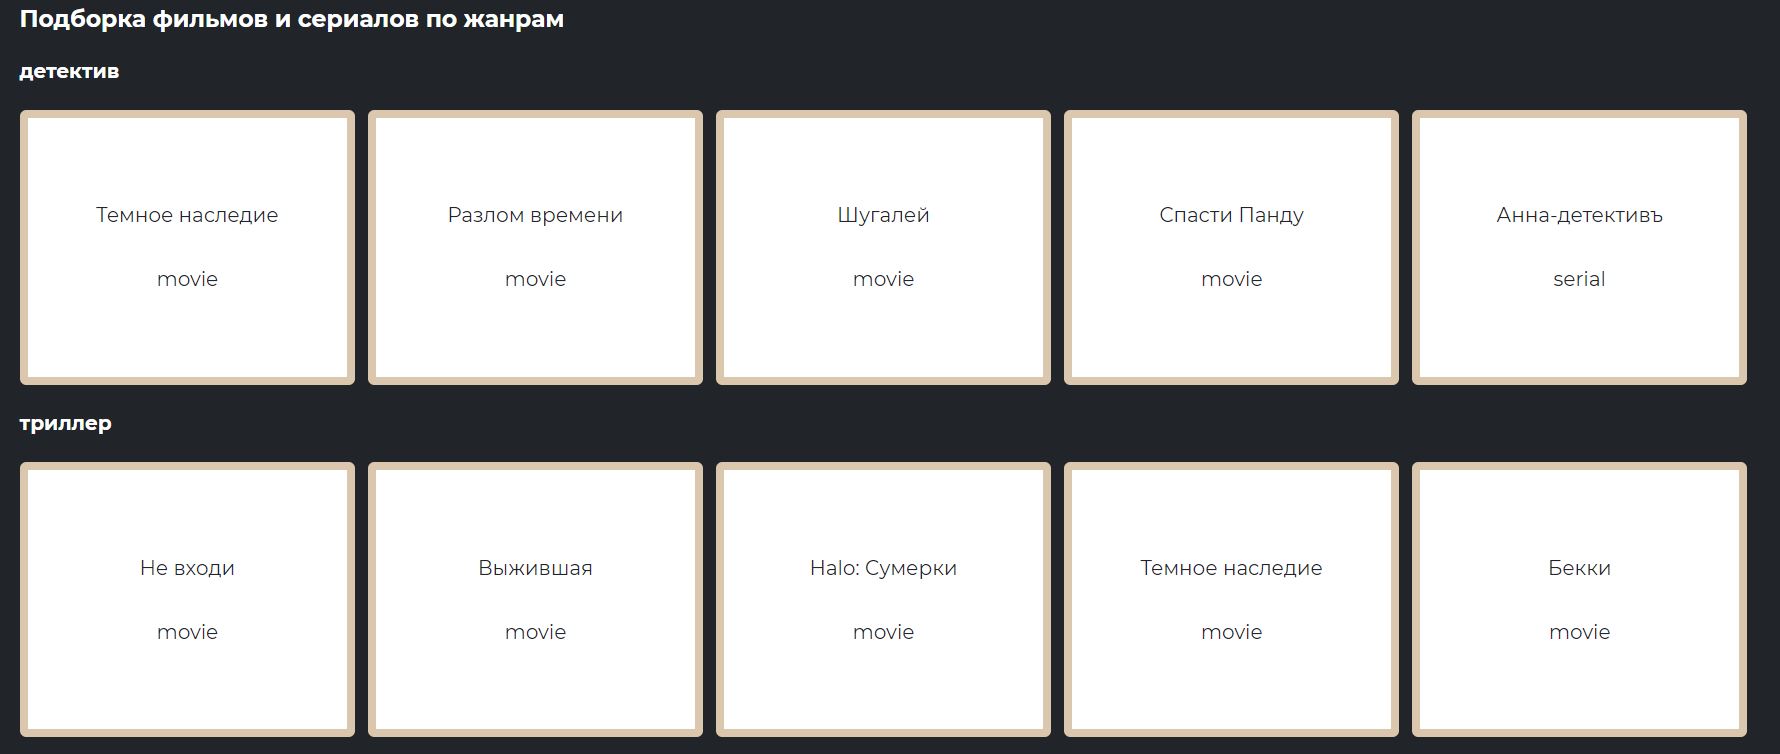 Подборка фильмов и сериалов по жанрам
детектив
Темное наследие
movie
Разлом времени
movie
Шугалей
movie
Спасти Панду
movie
Анна-детективъ
serial
триллер
Не входи
movie
Выжившая
movie
Halo: Сумерки
movie
Темное наследие
movie
Бекки
movie